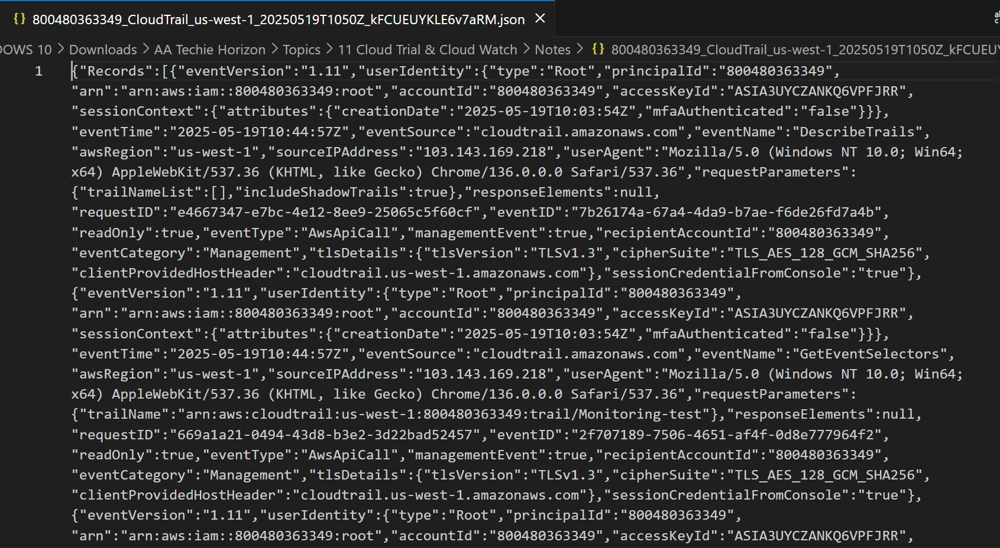 {} 800480363349_CloudTrail_us-west-1_20250519T1050Z_kFCUEUYKLE6v7aRM.json ×
OWS 10 > Downloads > AA Techie Horizon > Topics > 11 Cloud Trial & Cloud Watch > Notes > {} 800480363349_CloudTrail_us-west-1_20250519T1050Z_kFCUEUY
1 {"Records":[{"eventVersion":"1.11","userIdentity":{"type":"Root","principalId":"800480363349",
"arn":"arn:aws:iam::800480363349:root","accountId":"800480363349","accessKeyId":"ASIA3UYCZANKQ6VPFJRR",
"sessionContext":{"attributes":{"creationDate":"2025-05-19T10:03:54Z","mfaAuthenticated":"false"}}},
"eventTime":"2025-05-19T10:44:57Z","eventSource":"cloudtrail.amazonaws.com","eventName":"DescribeTrails",
"awsRegion":"us-west-1","sourceIPAddress":"103.143.169.218","userAgent":"Mozilla/5.0 (Windows NT 10.0; Win64;
x64) AppleWebKit/537.36 (KHTML, like Gecko) Chrome/136.0.0.0 Safari/537.36","requestParameters":
{"trailNameList":[],"includeShadowTrails":true},"responseElements":null,
"requestID":"e4667347-e7bc-4e12-8ee9-25065c5f60cf","eventID":"7b26174a-67a4-4da9-b7ae-f6de26fd7a4b",
"readOnly":true,"eventType":"AwsApiCall","managementEvent":true,"recipientAccountId":"800480363349",
"eventCategory":"Management","tlsDetails":{"tlsVersion":"TLSv1.3","cipherSuite":"TLS_AES_128_GCM_SHA256",
"clientProvidedHostHeader":"cloudtrail.us-west-1.amazonaws.com"},"sessionCredentialFromConsole":"true"},
{"eventVersion":"1.11","userIdentity":{"type":"Root","principalId":"800480363349",
"arn":"arn:aws:iam::800480363349:root","accountId":"800480363349","accessKeyId":"ASIA3UYCZANKQ6VPFJRR",
"sessionContext":{"attributes":{"creationDate":"2025-05-19T10:03:54Z","mfaAuthenticated":"false"}}},
"eventTime":"2025-05-19T10:44:57Z","eventSource":"cloudtrail.amazonaws.com","eventName":"GetEventSelectors",
"awsRegion":"us-west-1","sourceIPAddress":"103.143.169.218","userAgent":"Mozilla/5.0 (Windows NT 10.0; Win64;
x64) AppleWebKit/537.36 (KHTML, like Gecko) Chrome/136.0.0.0 Safari/537.36","requestParameters":
{"trailName":"arn:aws:cloudtrail:us-west-1:800480363349:trail/Monitoring-test"},"responseElements":null,
"requestID":"669a1a21-0494-43d8-b3e2-3d22bad52457","eventID":"2f707189-7506-4651-af4f-0d8e777964f2",
"readOnly":true,"eventType":"AwsApiCall","managementEvent":true,"recipientAccountId":"800480363349",
"eventCategory":"Management","tlsDetails":{"tlsVersion":"TLSv1.3","cipherSuite":"TLS_AES_128_GCM_SHA256",
"clientProvidedHostHeader":"cloudtrail.us-west-1.amazonaws.com"},"sessionCredentialFromConsole":"true"},
{"eventVersion":"1.11","userIdentity":{"type":"Root","principalId":"800480363349",
"arn":"arn:aws:iam::800480363349:root","accountId":"800480363349","accessKeyId":"ASIA3UYCZANKQ6VPFJRR",